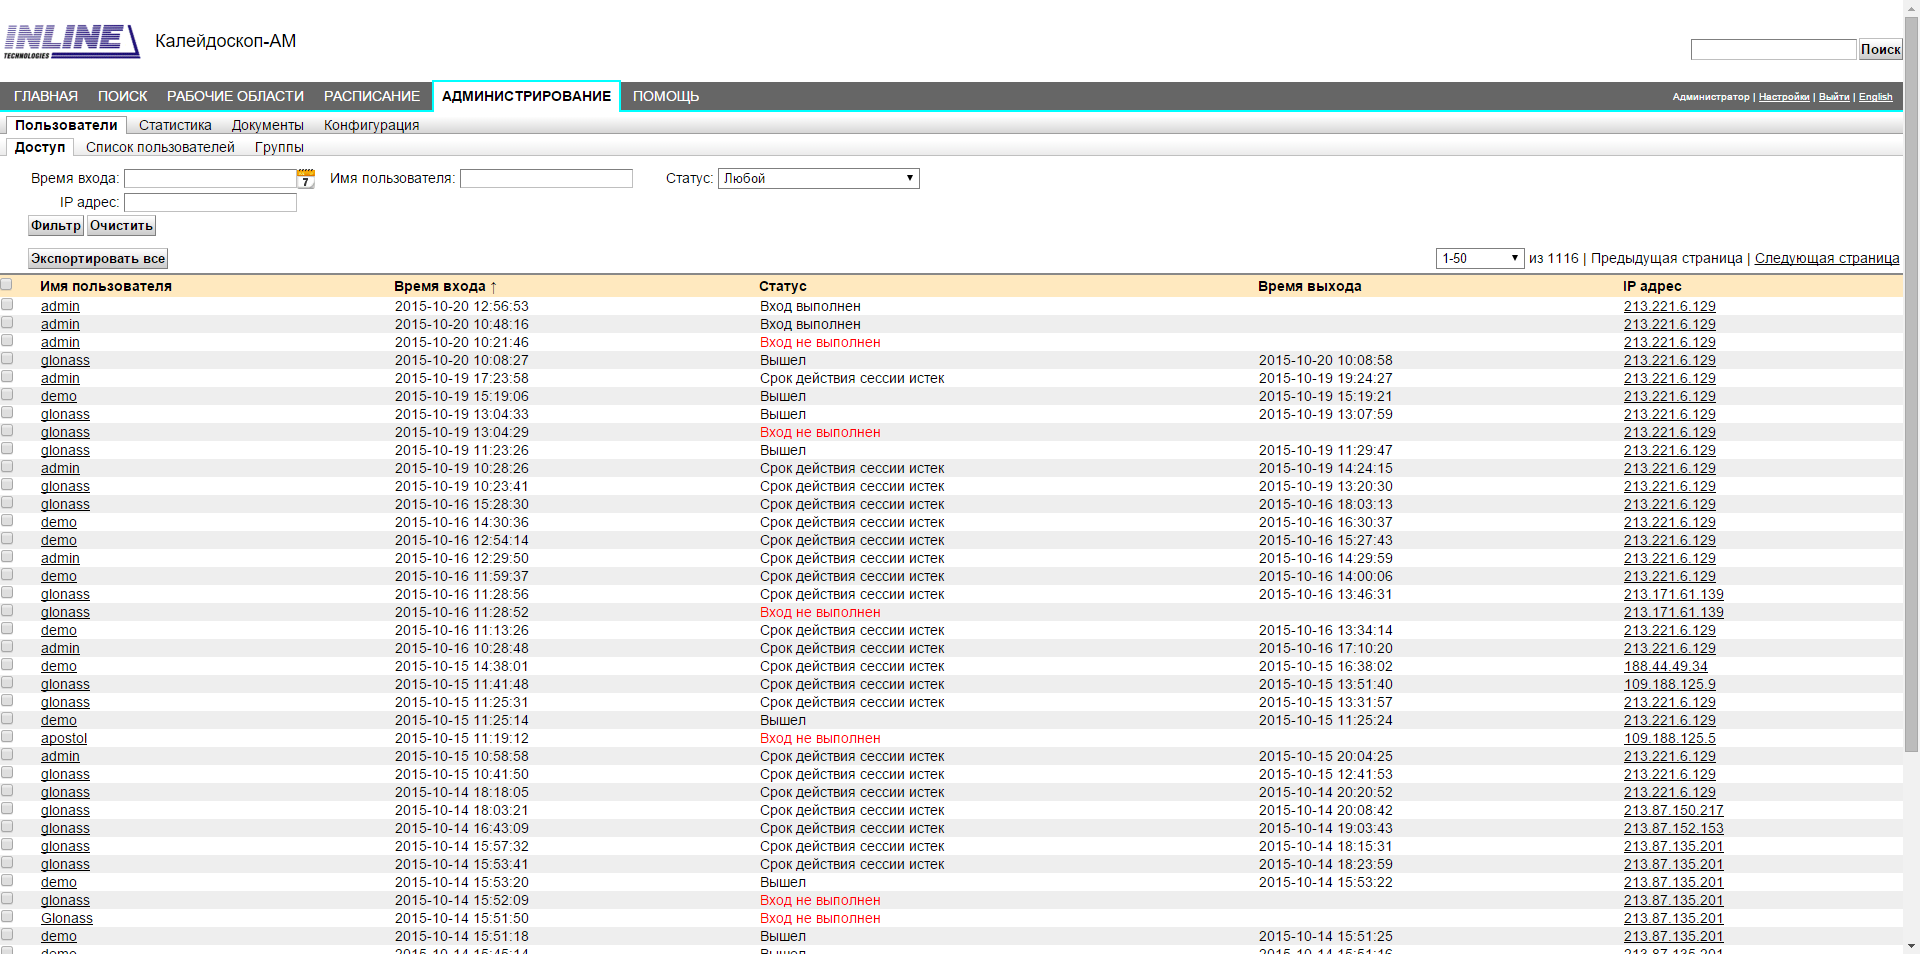 INLINE
TECHNOLOGIES
Калейдоскоп-АМ
Поиск
ГЛАВНАЯ ПОИСК РАБОЧИЕ ОБЛАСТИ РАСПИСАНИЕ АДМИНИСТРИРОВАНИЕ ПОМОЩЬ Администратор | Настройки | Выйти | English
Пользователи Статистика Документы Конфигурация
Доступ Список пользователей Группы
Время входа: 7 Имя пользователя: Статус: Любой
IP адрес:
Фильтр Очистить
Экспортировать все 1-50 из 1116 | Предыдущая страница | Следующая страница
Имя пользователя Время входа ↑ Статус Время выхода IP адрес
admin 2015-10-20 12:56:53 Вход выполнен 213.221.6.129
admin 2015-10-20 10:48:16 Вход выполнен 213.221.6.129
admin 2015-10-20 10:21:46 Вход не выполнен 213.221.6.129
glonass 2015-10-20 10:08:27 Вышел 2015-10-20 10:08:58 213.221.6.129
admin 2015-10-19 17:23:58 Срок действия сессии истек 2015-10-19 19:24:27 213.221.6.129
demo 2015-10-19 15:19:06 Вышел 2015-10-19 15:19:21 213.221.6.129
glonass 2015-10-19 13:04:33 Вышел 2015-10-19 13:07:59 213.221.6.129
glonass 2015-10-19 13:04:29 Вход не выполнен 213.221.6.129
glonass 2015-10-19 11:23:26 Вышел 2015-10-19 11:29:47 213.221.6.129
admin 2015-10-19 10:28:26 Срок действия сессии истек 2015-10-19 14:24:15 213.221.6.129
glonass 2015-10-19 10:23:41 Срок действия сессии истек 2015-10-19 13:20:30 213.221.6.129
glonass 2015-10-16 15:28:30 Срок действия сессии истек 2015-10-16 18:03:13 213.221.6.129
demo 2015-10-16 14:30:36 Срок действия сессии истек 2015-10-16 16:30:37 213.221.6.129
demo 2015-10-16 12:54:14 Срок действия сессии истек 2015-10-16 15:27:43 213.221.6.129
admin 2015-10-16 12:29:50 Срок действия сессии истек 2015-10-16 14:29:59 213.221.6.129
demo 2015-10-16 11:59:37 Срок действия сессии истек 2015-10-16 14:00:06 213.221.6.129
glonass 2015-10-16 11:28:56 Срок действия сессии истек 2015-10-16 13:46:31 213.171.61.139
glonass 2015-10-16 11:28:52 Вход не выполнен 213.171.61.139
demo 2015-10-16 11:13:26 Срок действия сессии истек 2015-10-16 13:34:14 213.221.6.129
admin 2015-10-16 10:28:48 Срок действия сессии истек 2015-10-16 17:10:20 213.221.6.129
demo 2015-10-15 14:38:01 Срок действия сессии истек 2015-10-15 16:38:02 188.44.49.34
glonass 2015-10-15 11:41:48 Срок действия сессии истек 2015-10-15 13:51:40 109.188.125.9
glonass 2015-10-15 11:25:31 Срок действия сессии истек 2015-10-15 13:31:57 213.221.6.129
demo 2015-10-15 11:25:14 Вышел 2015-10-15 11:25:24 213.221.6.129
apostol 2015-10-15 11:19:12 Вход не выполнен 109.188.125.5
admin 2015-10-15 10:58:58 Срок действия сессии истек 2015-10-15 20:04:25 213.221.6.129
glonass 2015-10-15 10:41:50 Срок действия сессии истек 2015-10-15 12:41:53 213.221.6.129
glonass 2015-10-14 18:18:05 Срок действия сессии истек 2015-10-14 20:20:52 213.221.6.129
glonass 2015-10-14 18:03:21 Срок действия сессии истек 2015-10-14 20:08:42 213.87.150.217
glonass 2015-10-14 16:43:09 Срок действия сессии истек 2015-10-14 19:03:43 213.87.152.153
glonass 2015-10-14 15:57:32 Срок действия сессии истек 2015-10-14 18:15:31 213.87.135.201
glonass 2015-10-14 15:53:41 Срок действия сессии истек 2015-10-14 18:23:59 213.87.135.201
demo 2015-10-14 15:53:20 Вышел 2015-10-14 15:53:22 213.87.135.201
glonass 2015-10-14 15:52:09 Вход не выполнен 213.87.135.201
Glonass 2015-10-14 15:51:50 Вход не выполнен 213.87.135.201
demo 2015-10-14 15:51:18 Вышел 2015-10-14 15:51:25 213.87.135.201
demo 2015-10-14 15:45:14 Вышел 2015-10-14 15:51:16 213.87.135.201